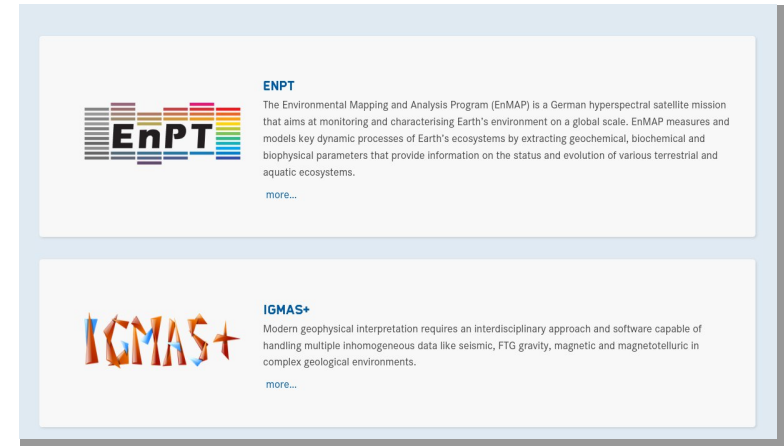 EnPT
ENPT
The Environmental Mapping and Analysis Program (EnMAP) is a German hyperspectral satellite mission
that aims at monitoring and characterising Earth's environment on a global scale. EnMAP measures and
models key dynamic processes of Earth's ecosystems by extracting geochemical, biochemical and
biophysical parameters that provide information on the status and evolution of various terrestrial and
aquatic ecosystems.
more...
IGMAS+
IGMAS+
Modern geophysical interpretation requires an interdisciplinary approach and software capable of
handling multiple inhomogeneous data like seismic, FTG gravity, magnetic and magnetotelluric in
complex geological environments.
more...